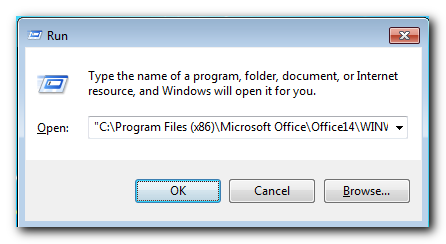 Run
Type the name of a program, folder, document, or Internet
resource, and Windows will open it for you.
Open: "C:\Program Files (x86)\Microsoft Office\Office14\WINV
OK Cancel Browse...